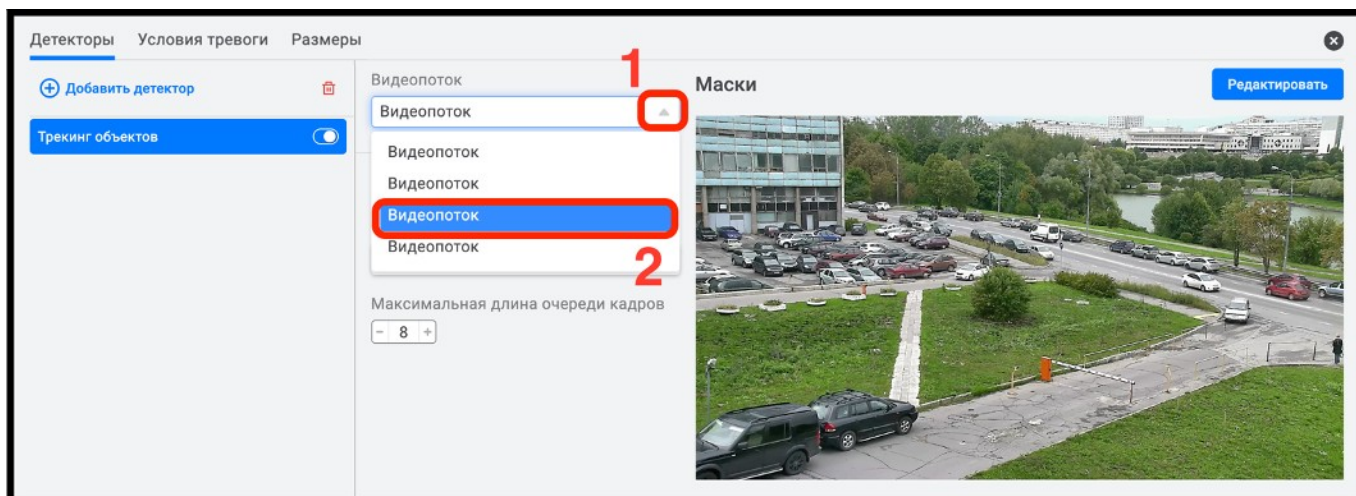 Детекторы Условия тревоги Размеры
Добавить детектор
Трекинг объектов
Видеопоток
Видеопоток
1
Видеопоток
Видеопоток
Видеопоток
Видеопоток
2
Максимальная длина очереди кадров
- 8 +
Маски
Редактировать